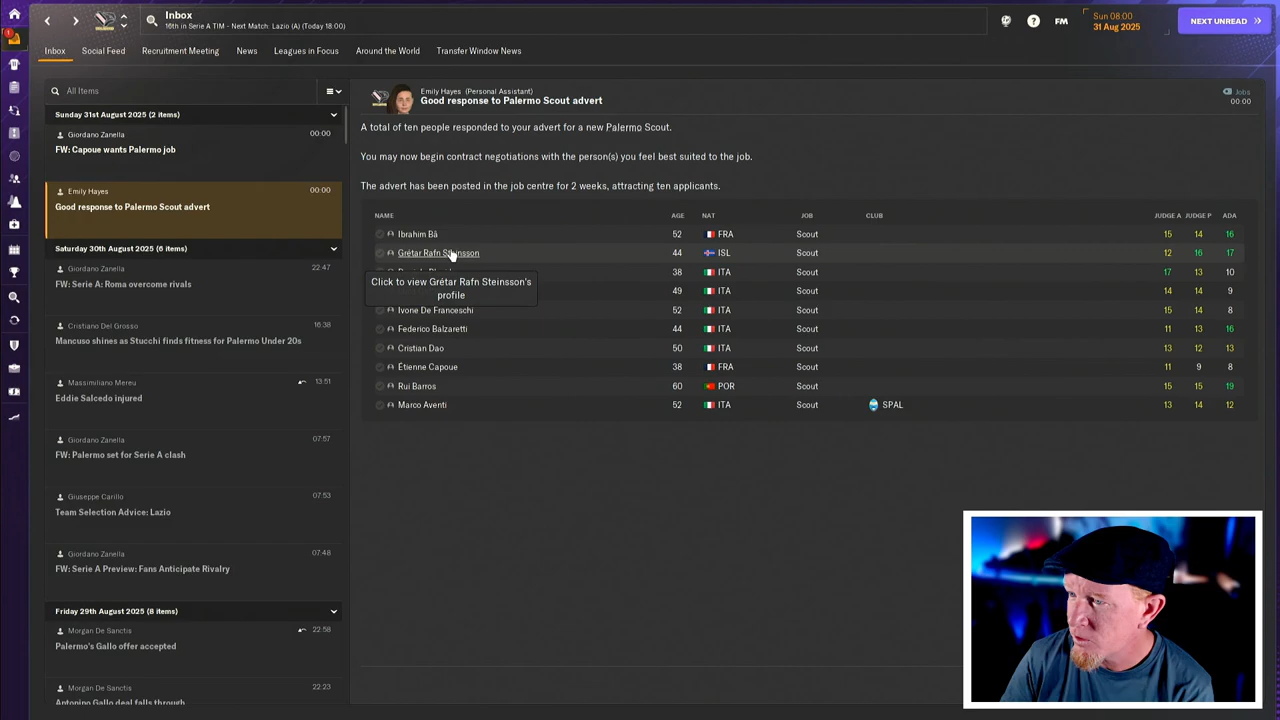 Inbox
16th in Serie A TIM - Next Match: Lazio (A) (Today 18:00)
FM
Sun 08:00
31 Aug 2025
NEXT UNREAD
Inbox
Social Feed
Recruitment Meeting
News
Leagues in Focus
Around the World
Transfer Window News
All Items
Sunday 31st August 2025 (2 items)
Giordano Zanella 00:00
FW: Capoue wants Palermo job
Emily Hayes 00:00
Good response to Palermo Scout advert
Saturday 30th August 2025 (6 items)
Giordano Zanella 22:47
FW: Serie A: Roma overcome rivals
Cristiano Del Grosso 16:38
Mancuso shines as Stucchi finds fitness for Palermo Under 20s
Massimiliano Mereu 13:51
Eddie Salcedo injured
Giordano Zanella 07:57
FW: Palermo set for Serie A clash
Giuseppe Carillo 07:53
Team Selection Advice: Lazio
Giordano Zanella 07:48
FW: Serie A Preview: Fans Anticipate Rivalry
Friday 29th August 2025 (8 items)
Morgan De Sanctis 22:58
Palermo's Gallo offer accepted
Morgan De Sanctis 22:23
Antonino Gallo deal falls through
Emily Hayes (Personal Assistant)
Good response to Palermo Scout advert
Jobs
00:00
A total of ten people responded to your advert for a new Palermo Scout.
You may now begin contract negotiations with the person(s) you feel best suited to the job.
The advert has been posted in the job centre for 2 weeks, attracting ten applicants.
NAME AGE NAT JOB CLUB JUDGE A JUDGE P ADA
Ibrahim Bâ 52 FRA Scout 15 14 16
Grétar Rafn Steinsson 44 ISL Scout 12 16 17
38 ITA Scout 17 13 10
Click to view Grétar Rafn Steinsson's
profile
49 ITA Scout 14 14 9
Ivone De Franceschi 52 ITA Scout 15 14 8
Federico Balzaretti 44 ITA Scout 11 13 16
Cristian Dao 50 ITA Scout 13 12 13
Étienne Capoue 38 FRA Scout 11 9 8
Rui Barros 60 POR Scout 15 15 19
Marco Aventi 52 ITA Scout SPAL 13 14 12